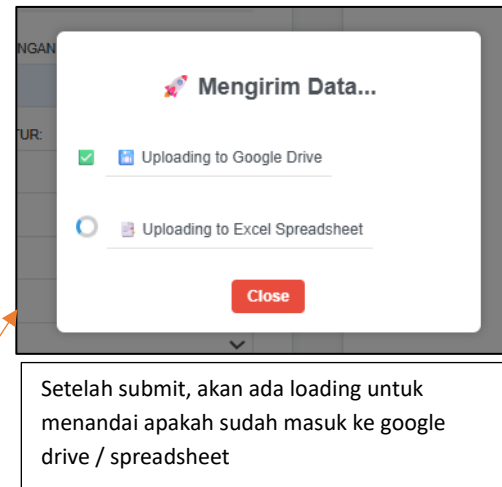 NGAN
🚀 Mengirim Data...
TUR:
✅ 💾 Uploading to Google Drive
📑 Uploading to Excel Spreadsheet
Close
Setelah submit, akan ada loading untuk
menandai apakah sudah masuk ke google
drive / spreadsheet